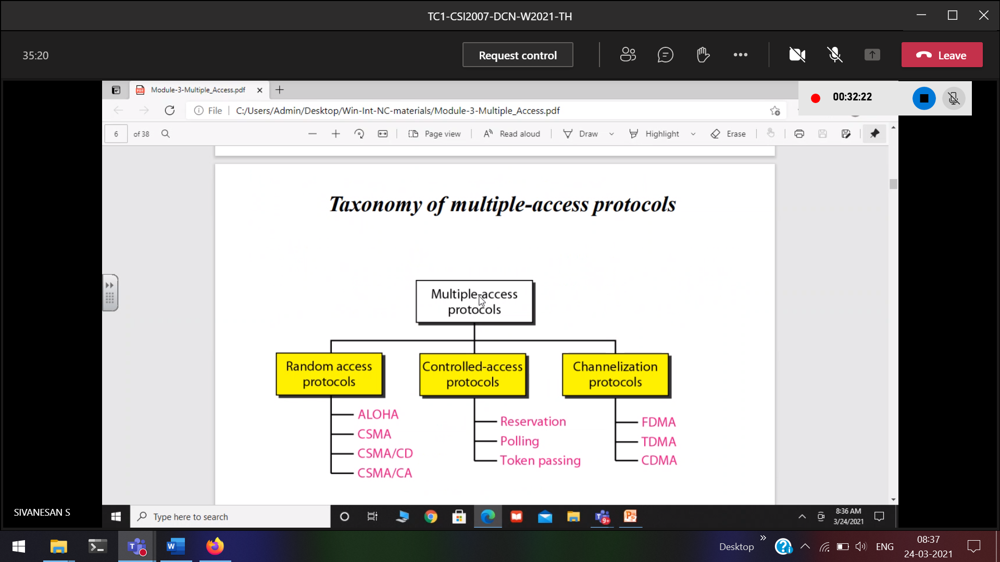 TC1-CSI2007-DCN-W2021-TH
35:20
Request control
Leave
Module-3-Multiple_Access.pdf
00:32:22
File
C:/Users/Admin/Desktop/Win-Int-NC-materials/Module-3-Multiple_Access.pdf
6 of 38
Page view
Read aloud
Draw
Highlight
Erase
Taxonomy of multiple-access protocols
Multiple-access
protocols
Random access
protocols
Controlled-access
protocols
Channelization
protocols
ALOHA
CSMA
CSMA/CD
CSMA/CA
Reservation
Polling
Token passing
FDMA
TDMA
CDMA
SIVANESAN S
Type here to search
9+
8:36 AM
3/24/2021
Desktop
ENG
08:37
24-03-2021